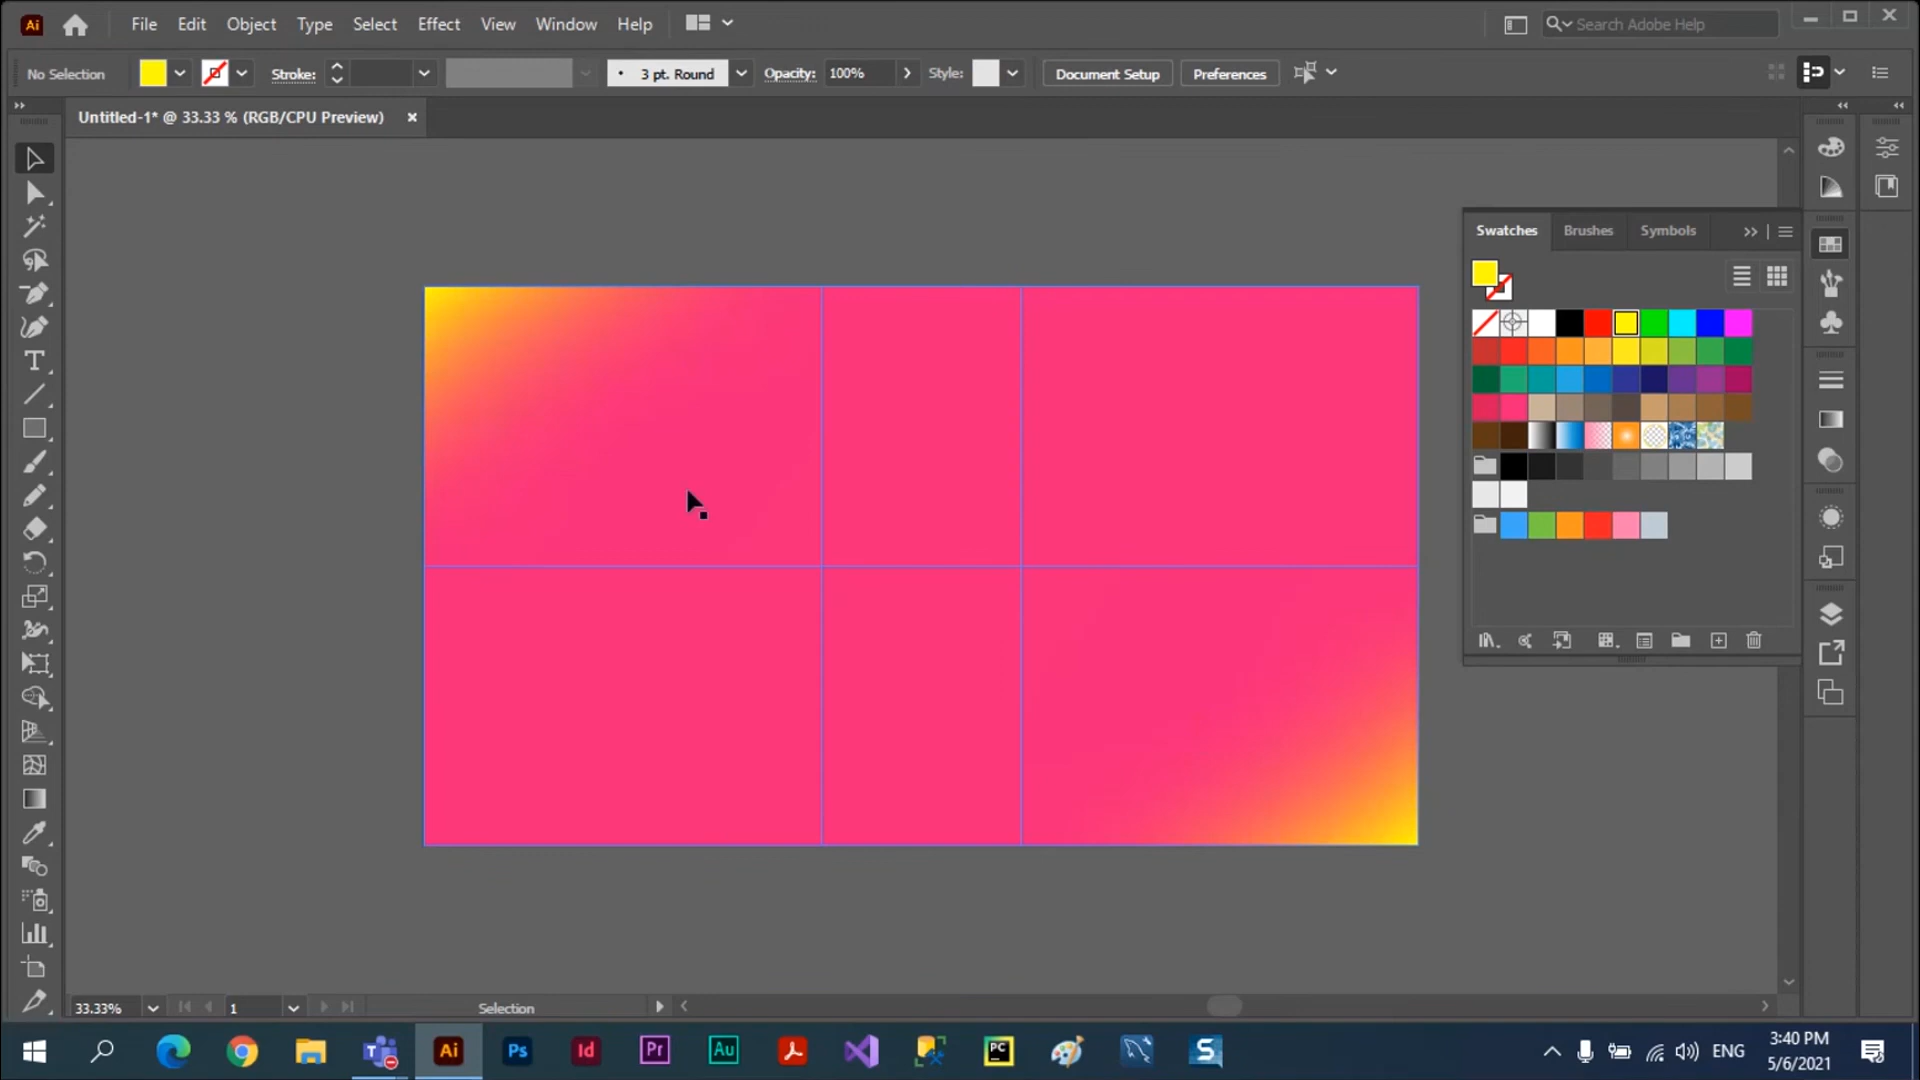 Ai File Edit Object Type Select Effect View Window Help Search Adobe Help
No Selection Stroke: 3 pt. Round Opacity: 100% Style: Document Setup Preferences
Untitled-1* @ 33.33 % (RGB/CPU Preview)
Swatches Brushes Symbols
T
33.33% 1 Selection
Ai Ps Id Pr Au PC S ENG 3:40 PM
5/6/2021